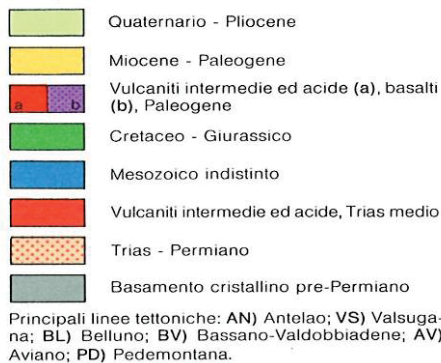 Quaternario - Pliocene
Miocene - Paleogene
a b
Vulcaniti intermedie ed acide (a), basalti
(b), Paleogene
Cretaceo - Giurassico
Mesozoico indistinto
Vulcaniti intermedie ed acide, Trias medio
Trias - Permiano
Basamento cristallino pre-Permiano
Principali linee tettoniche: AN) Antelao; VS) Valsuga-
na; BL) Belluno; BV) Bassano-Valdobbiadene; AV)
Aviano; PD) Pedemontana.